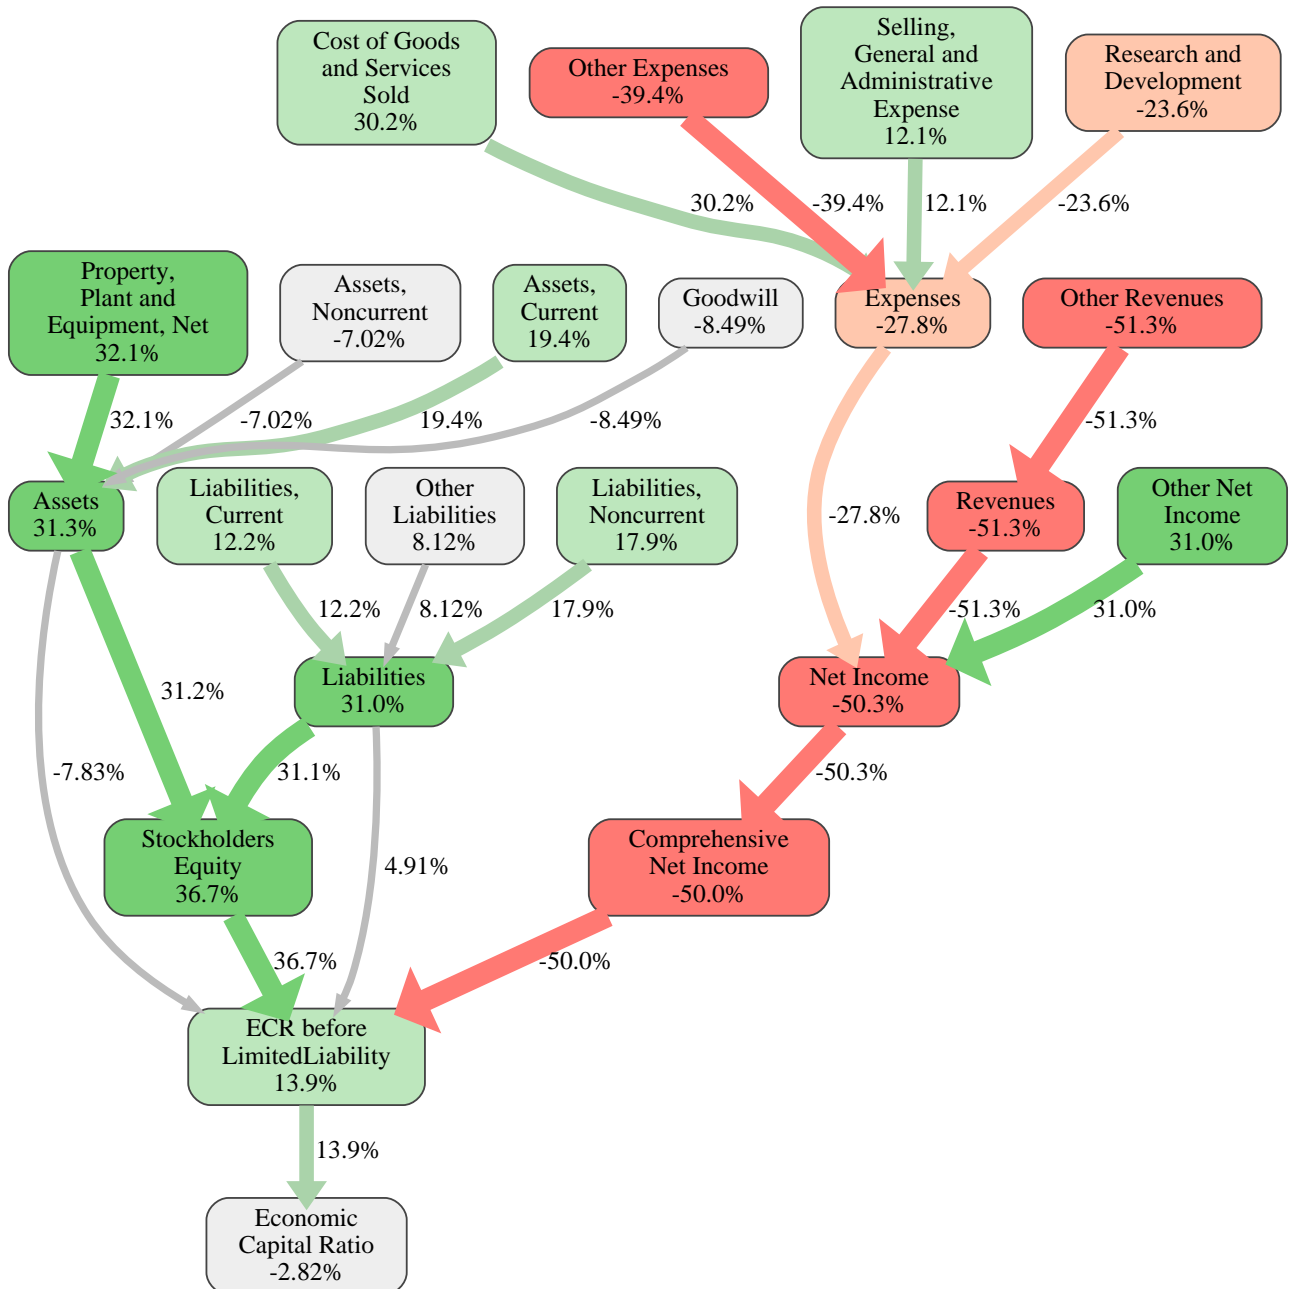 Cost of Goods
and Services
Sold
30.2%
Other Expenses
-39.4%
Selling,
General and
Administrative
Expense
12.1%
Research and
Development
-23.6%
30.2%
-39.4%
12.1%
-23.6%
Property,
Plant and
Equipment, Net
32.1%
Assets,
Noncurrent
-7.02%
Assets,
Current
19.4%
Goodwill
-8.49%
Expenses
-27.8%
Other Revenues
-51.3%
32.1%
-7.02%
19.4%
-8.49%
-51.3%
Assets
31.3%
Liabilities,
Current
12.2%
Other
Liabilities
8.12%
Liabilities,
Noncurrent
17.9%
-27.8%
Revenues
-51.3%
Other Net
Income
31.0%
12.2%
8.12%
17.9%
-51.3%
31.0%
31.2%
Liabilities
31.0%
Net Income
-50.3%
-7.83%
31.1%
-50.3%
Stockholders
Equity
36.7%
4.91%
Comprehensive
Net Income
-50.0%
36.7%
-50.0%
ECR before
LimitedLiability
13.9%
13.9%
Economic
Capital Ratio
-2.82%